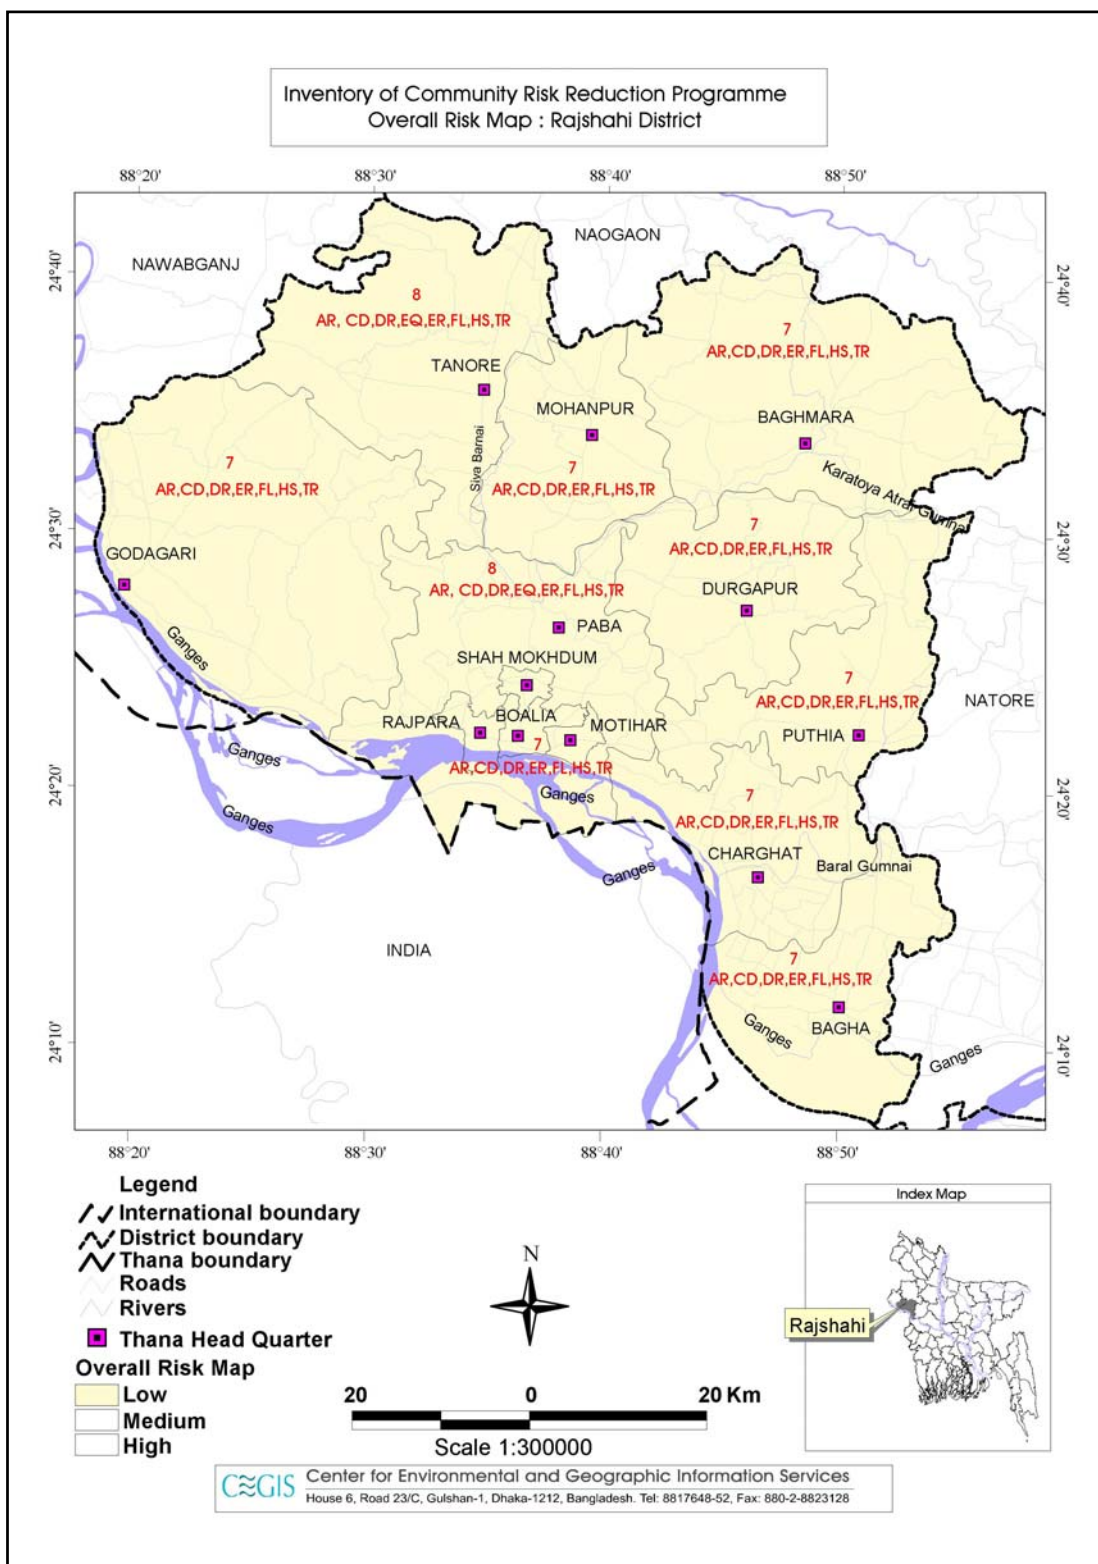 Inventory of Community Risk Reduction Programme
Overall Risk Map : Rajshahi District
88°20' 88°30' 88°40' 88°50'
NAOGAON
NAWABGANJ
24°40' 24°40'
8
AR, CD,DR,EQ,ER,FL,HS,TR
7
AR,CD,DR,ER,FL,HS,TR
TANORE
MOHANPUR
BAGHMARA
Siva Barnai
7
AR,CD,DR,ER,FL,HS,TR
7
AR,CD,DR,ER,FL,HS,TR
Karatoya Atrai Gumnai
24°30' 24°30'
7
AR,CD,DR,ER,FL,HS,TR
GODAGARI
8
AR, CD,DR,EQ,ER,FL,HS,TR
DURGAPUR
PABA
Ganges
SHAH MOKHDUM
7
AR,CD,DR,ER,FL,HS,TR
NATORE
RAJPARA
BOALIA
MOTIHAR
PUTHIA
7
AR,CD,DR,ER,FL,HS,TR
Ganges
24°20' 24°20'
Ganges
Ganges
7
AR,CD,DR,ER,FL,HS,TR
CHARGHAT
Baral Gumnai
Ganges
INDIA
7
AR,CD,DR,ER,FL,HS,TR
BAGHA
Ganges
24°10' 24°10'
Ganges
88°20' 88°30' 88°40' 88°50'
Legend
International boundary
District boundary
Thana boundary
Roads
Rivers
Thana Head Quarter
Overall Risk Map
Low
Medium
High
N
20 0 20 Km
Scale 1:300000
Index Map
Rajshahi
CEGIS
Center for Environmental and Geographic Information Services
House 6, Road 23/C, Gulshan-1, Dhaka-1212, Bangladesh. Tel: 8817648-52, Fax: 880-2-8823128